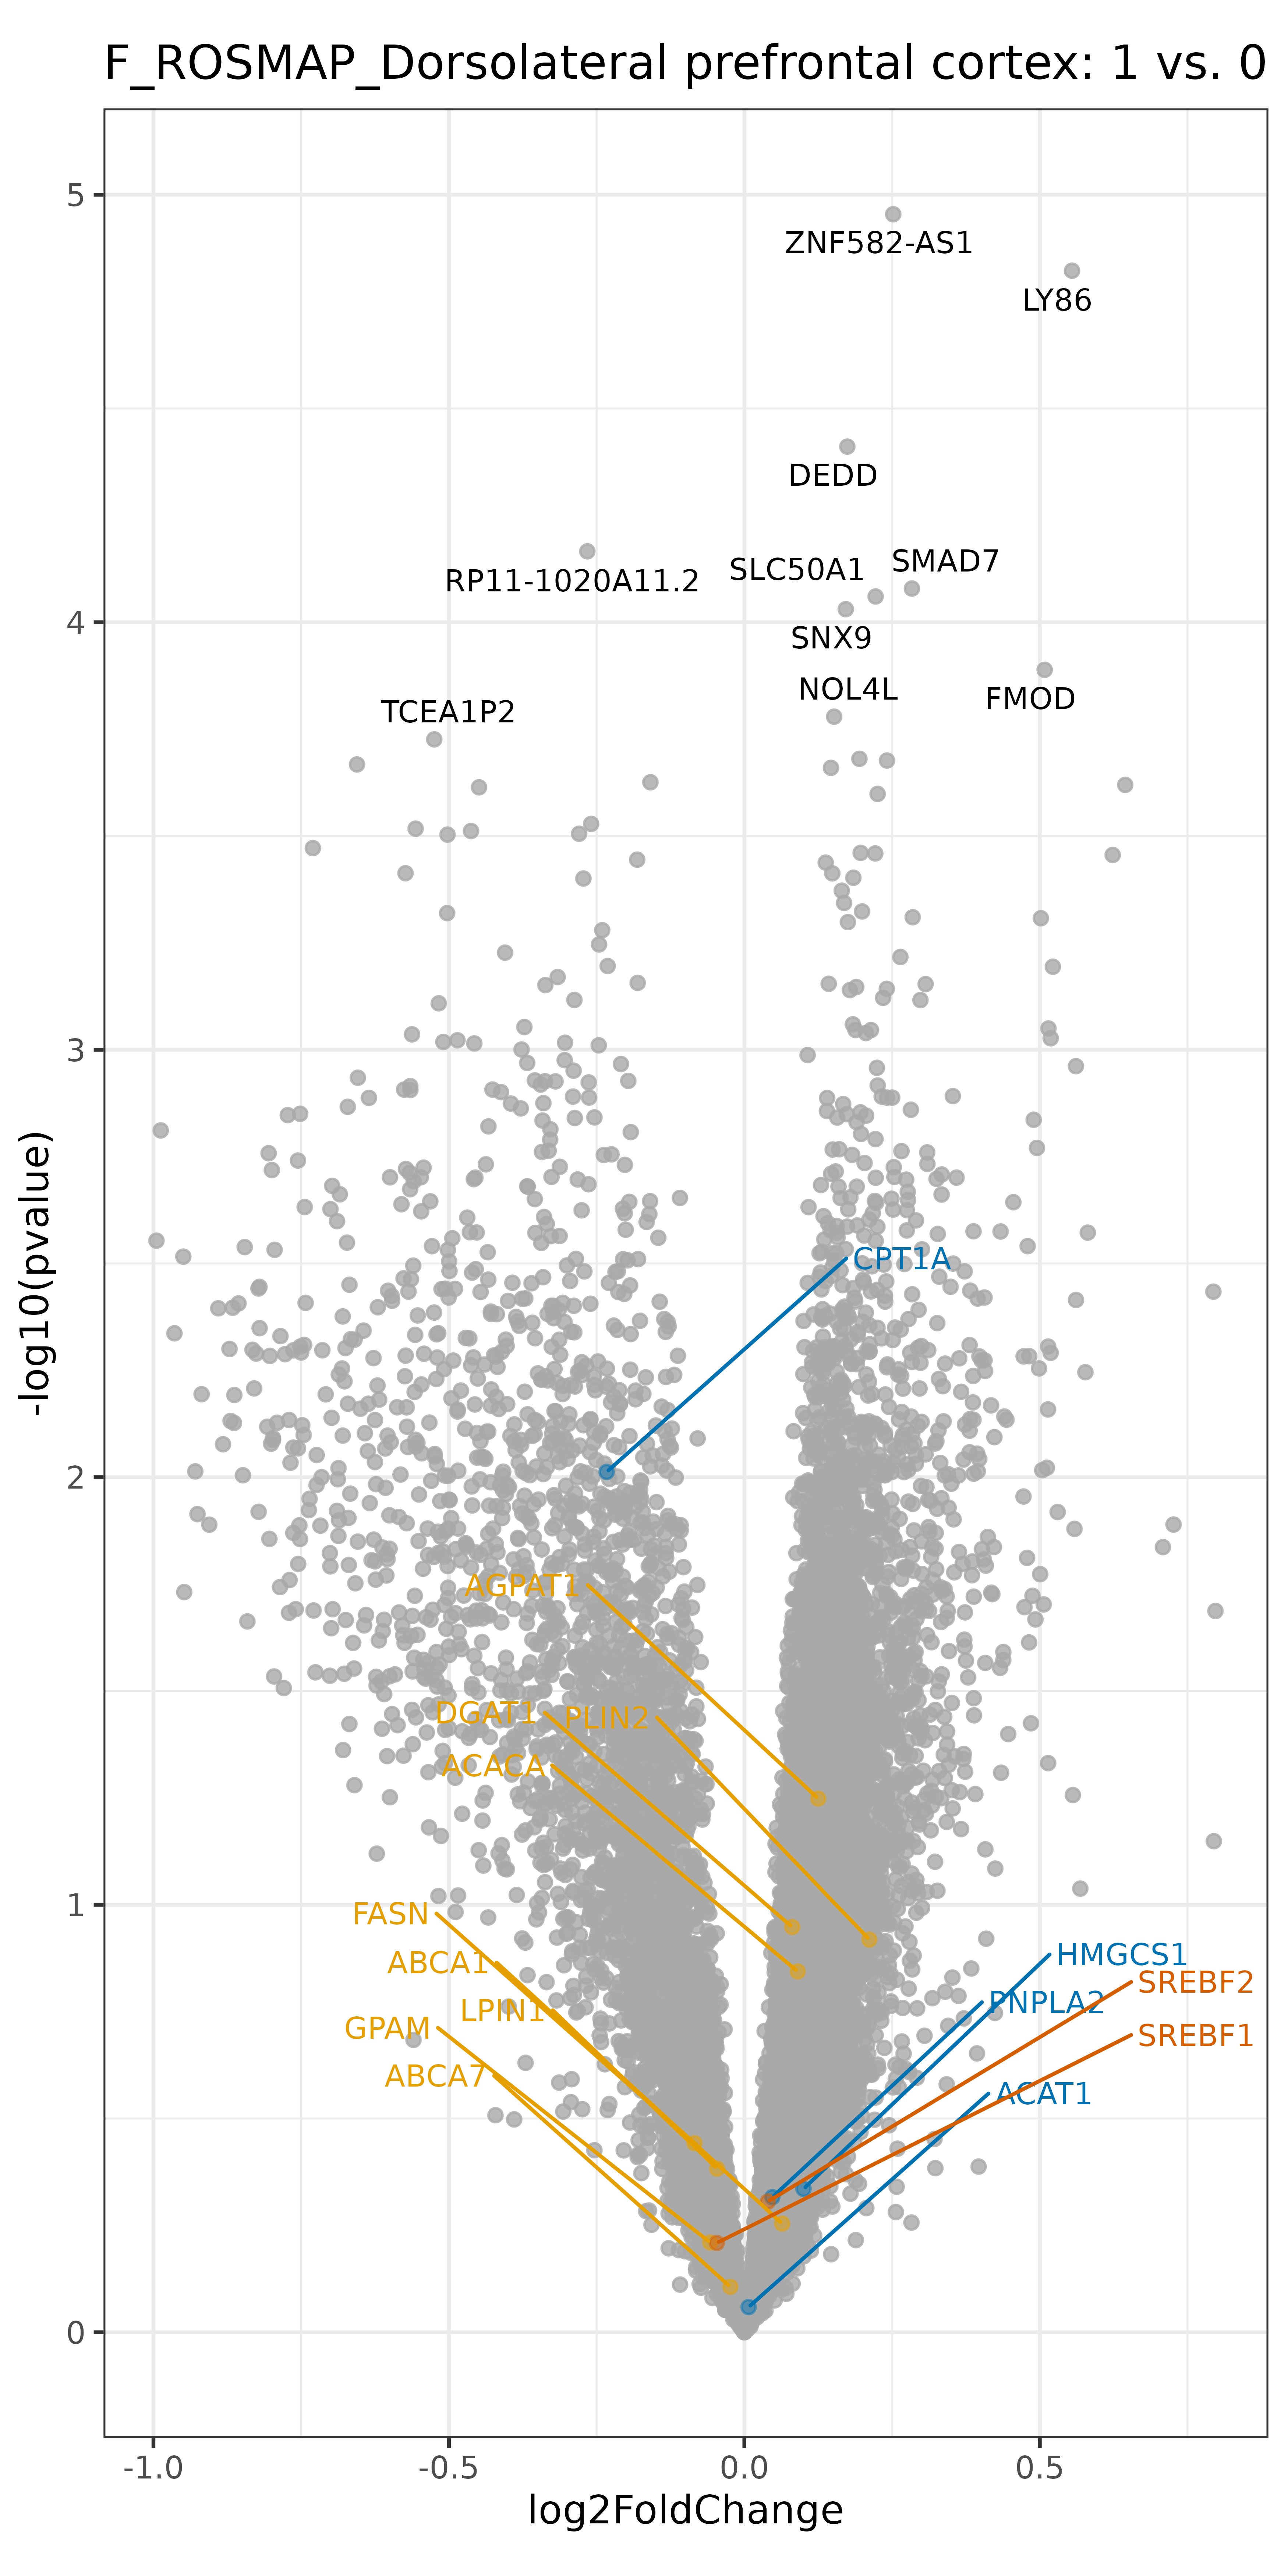 F_ROSMAP_Dorsolateral prefrontal cortex: 1 vs. 0
5
ZNF582-AS1
LY86
DEDD
RP11-1020A11.2
SLC50A1
SMAD7
4
SNX9
NOL4L
FMOD
TCEA1P2
3
CPT1A
-log10(pvalue)
2
AGPAT1
DGAT1
PLIN2
ACACA
1
FASN
HMGCS1
ABCA1
SREBF2
PNPLA2
LPIN1
GPAM
SREBF1
ABCA7
ACAT1
0
-1.0
-0.5
0.0
0.5
log2FoldChange